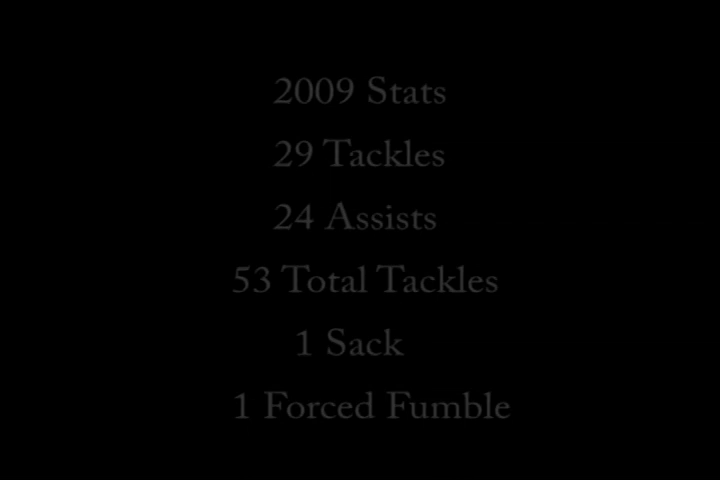 2009 Stats
29 Tackles
24 Assists
53 Total Tackles
1 Sack
1 Forced Fumble